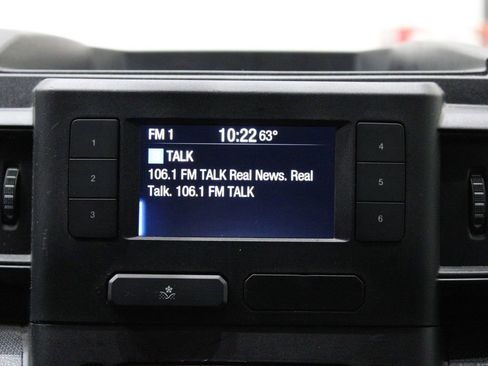 FM 1 10:22 63°
TALK
106.1 FM TALK Real News. Real
Talk. 106.1 FM TALK
1
2
3
4
5
6